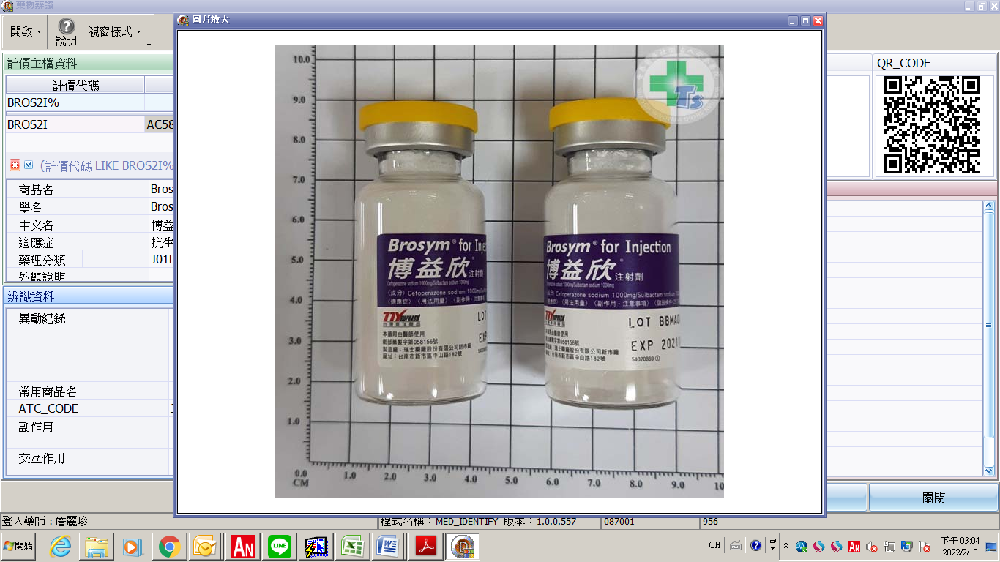 藥物辨識
圖片放大
開啟
說明
視窗樣式
計價主檔資料
計價代碼
BROS2I%
BROS2I
AC58
(計價代碼 LIKE BROS2I%
商品名
Bros
學名
Bros
中文名
博益
適應症
抗生
藥理分類
J01D
外觀說明
辨識資料
異動紀錄
常用商品名
ATC_CODE
副作用
交互作用
10.0
9.0
8.0
7.0
6.0
5.0
4.0
3.0
2.0
1.0
0.0
CM
1.0
2.0
3.0
4.0
5.0
6.0
7.0
8.0
9.0
10
T's
Brosym® for Injec
博益欣® 注射劑
Cefoperazone sodium 1000mg/Sulbactam sodium 1000mg
(成分) Cefoperazone sodium 1000mg/Sulb
(適應症) (用法用量) (副作用、注意事項)
TTY BIOPHARM
台灣東洋藥品
LOT
EX
本藥限由醫師使用
衛部藥製字第058156號
製造廠：瑞士藥廠股份有限公司新市廠
廠址：台南市新市區中山路182號
Brosym® for Injection
博益欣® 注射劑
Cefoperazone sodium 1000mg/Sulbactam sodium 1000mg
(成分) Cefoperazone sodium 1000mg/Sulbactam sodium
(適應症) (用法用量) (副作用、注意事項)
LOT BBMA
EXP 2021
54020869 ①
本藥限由醫師使用
衛部藥製字第058156號
製造廠：瑞士藥廠股份有限公司新市廠
廠址：台南市新市區中山路182號
QR_CODE
關閉
登入藥師：詹麗珍
程式名稱：MED_IDENTIFY 版本：1.0.0.557
087001
956
開始
LINE
CH
下午 03:04
2022/2/18